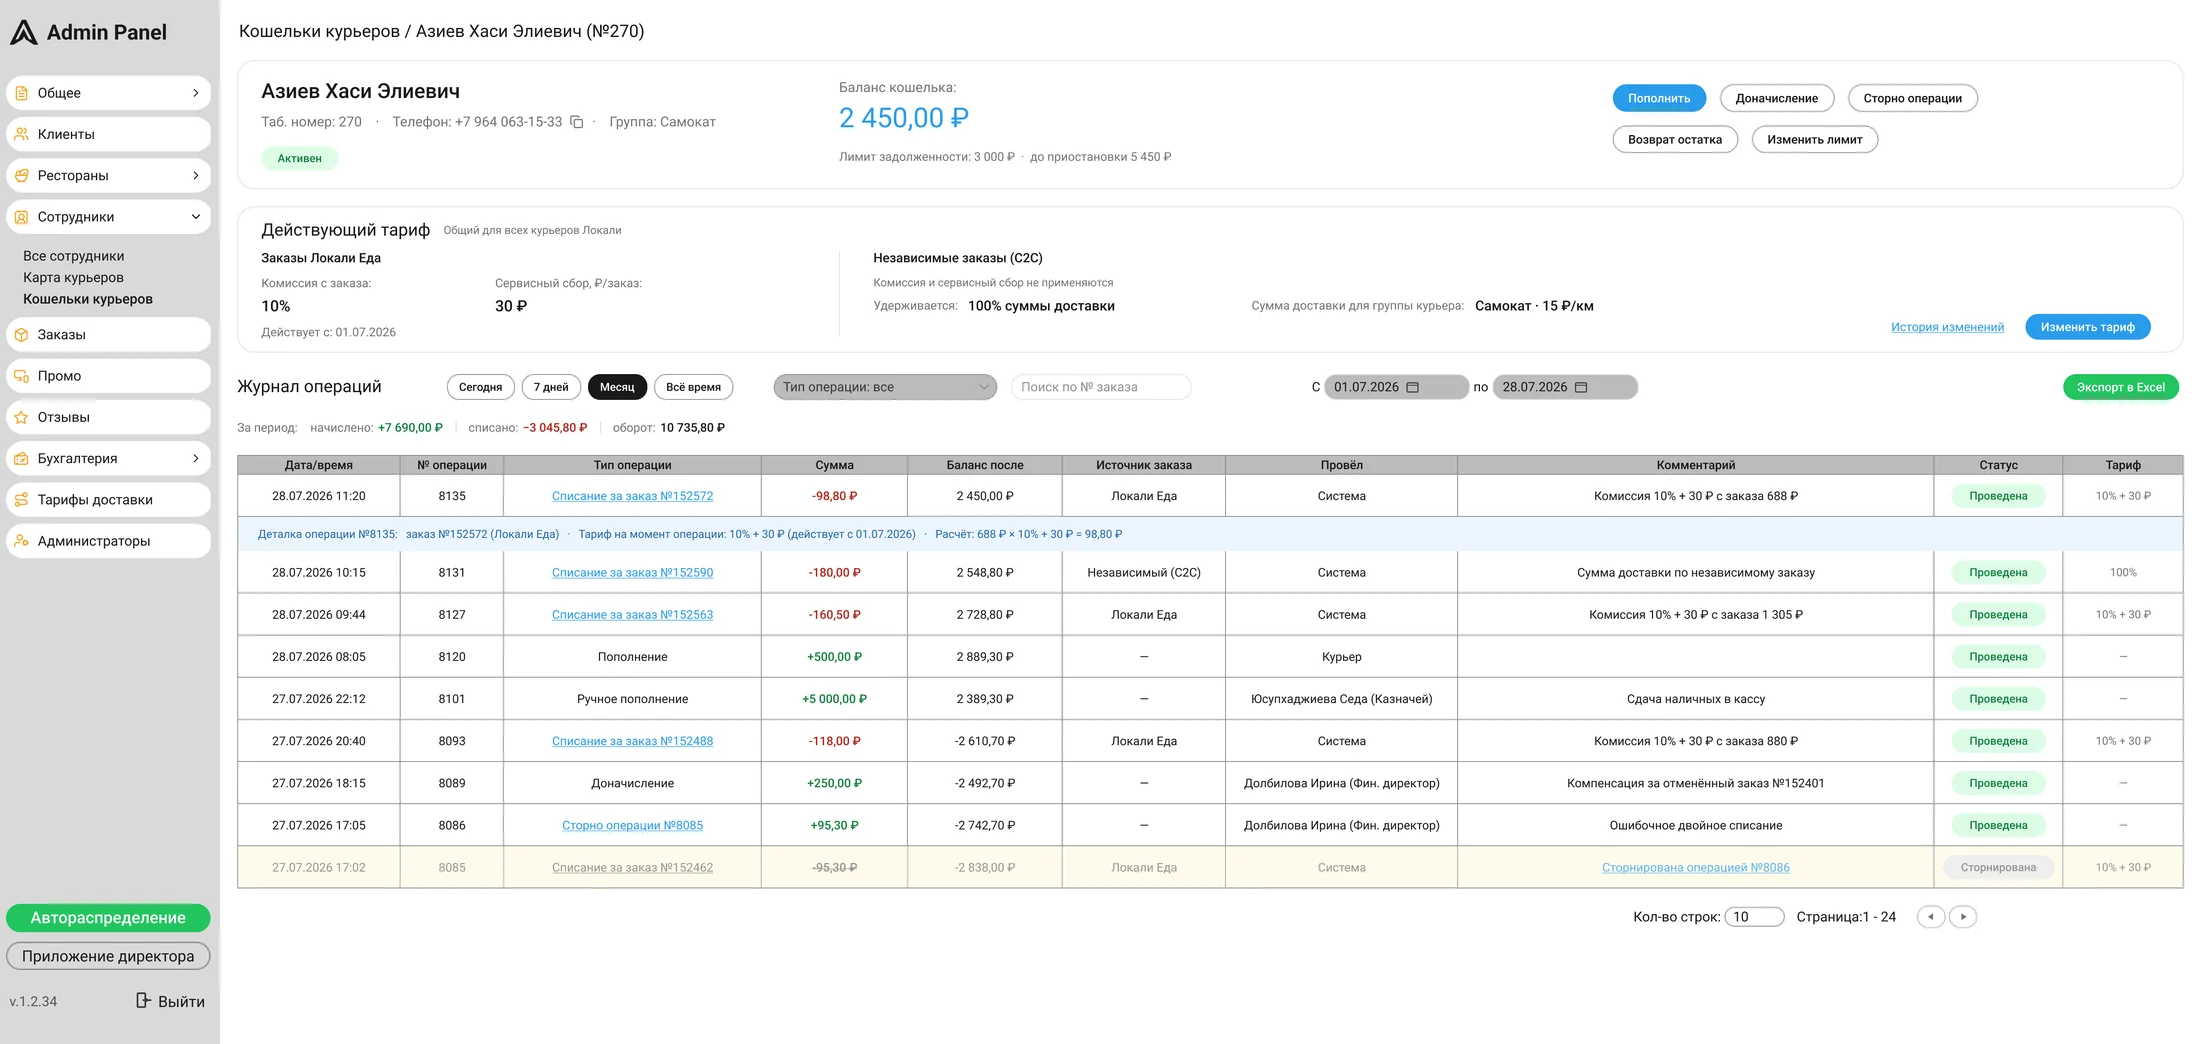 Admin Panel
Общее
Клиенты
Рестораны
Сотрудники
Все сотрудники
Карта курьеров
Кошельки курьеров
Заказы
Промо
Отзывы
Бухгалтерия
Тарифы доставки
Администраторы
Автораспределение
Приложение директора
v.1.2.34 Выйти
Кошельки курьеров / Азиев Хаси Элиевич (№270)
Азиев Хаси Элиевич
Таб. номер: 270 · Телефон: +7 964 063-15-33 · Группа: Самокат
Активен
Баланс кошелька:
2 450,00 ₽
Лимит задолженности: 3 000 ₽ · до приостановки 5 450 ₽
Пополнить Доначисление Сторно операции
Возврат остатка Изменить лимит
Действующий тариф Общий для всех курьеров Локали
Заказы Локали Еда
Комиссия с заказа: Сервисный сбор, ₽/заказ:
10% 30 ₽
Действует с: 01.07.2026
Независимые заказы (C2C)
Комиссия и сервисный сбор не применяются
Удерживается: 100% суммы доставки Сумма доставки для группы курьера: Самокат · 15 ₽/км
История изменений Изменить тариф
Журнал операций Сегодня 7 дней Месяц Всё время Тип операции: все Поиск по № заказа С 01.07.2026 по 28.07.2026 Экспорт в Excel
За период: начислено: +7 690,00 ₽ списано: −3 045,80 ₽ оборот: 10 735,80 ₽
Дата/время № операции Тип операции Сумма Баланс после Источник заказа Провёл Комментарий Статус Тариф
28.07.2026 11:20 8135 Списание за заказ №152572 -98,80 ₽ 2 450,00 ₽ Локали Еда Система Комиссия 10% + 30 ₽ с заказа 688 ₽ Проведена 10% + 30 ₽
Деталка операции №8135: заказ №152572 (Локали Еда) · Тариф на момент операции: 10% + 30 ₽ (действует с 01.07.2026) · Расчёт: 688 ₽ × 10% + 30 ₽ = 98,80 ₽
28.07.2026 10:15 8131 Списание за заказ №152590 -180,00 ₽ 2 548,80 ₽ Независимый (C2C) Система Сумма доставки по независимому заказу Проведена 100%
28.07.2026 09:44 8127 Списание за заказ №152563 -160,50 ₽ 2 728,80 ₽ Локали Еда Система Комиссия 10% + 30 ₽ с заказа 1 305 ₽ Проведена 10% + 30 ₽
28.07.2026 08:05 8120 Пополнение +500,00 ₽ 2 889,30 ₽ — Курьер Проведена —
27.07.2026 22:12 8101 Ручное пополнение +5 000,00 ₽ 2 389,30 ₽ — Юсупхаджиева Седа (Казначей) Сдача наличных в кассу Проведена —
27.07.2026 20:40 8093 Списание за заказ №152488 -118,00 ₽ -2 610,70 ₽ Локали Еда Система Комиссия 10% + 30 ₽ с заказа 880 ₽ Проведена 10% + 30 ₽
27.07.2026 18:15 8089 Доначисление +250,00 ₽ -2 492,70 ₽ — Долбилова Ирина (Фин. директор) Компенсация за отменённый заказ №152401 Проведена —
27.07.2026 17:05 8086 Сторно операции №8085 +95,30 ₽ -2 742,70 ₽ — Долбилова Ирина (Фин. директор) Ошибочное двойное списание Проведена —
27.07.2026 17:02 8085 Списание за заказ №152462 -95,30 ₽ -2 838,00 ₽ Локали Еда Система Сторнирована операцией №8086 Сторнирована 10% + 30 ₽
Кол-во строк: 10 Страница:1 - 24